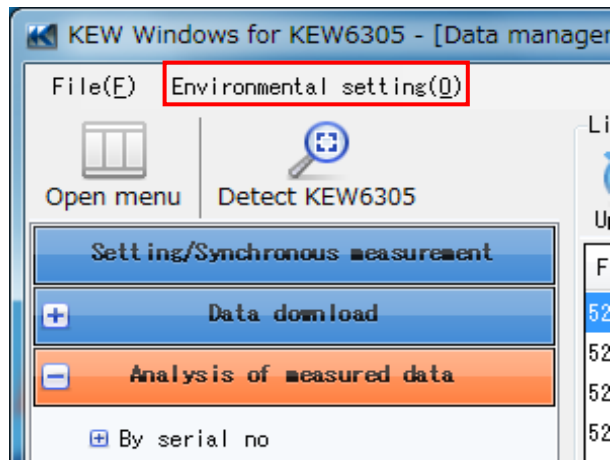 KEW Windows for KEW6305 - [Data manager
File(F) Environmental setting(O)
Open menu
Detect KEW6305
Setting/Synchronous measurement
Data download
Analysis of measured data
By serial no
Li
F
52
52
52
52